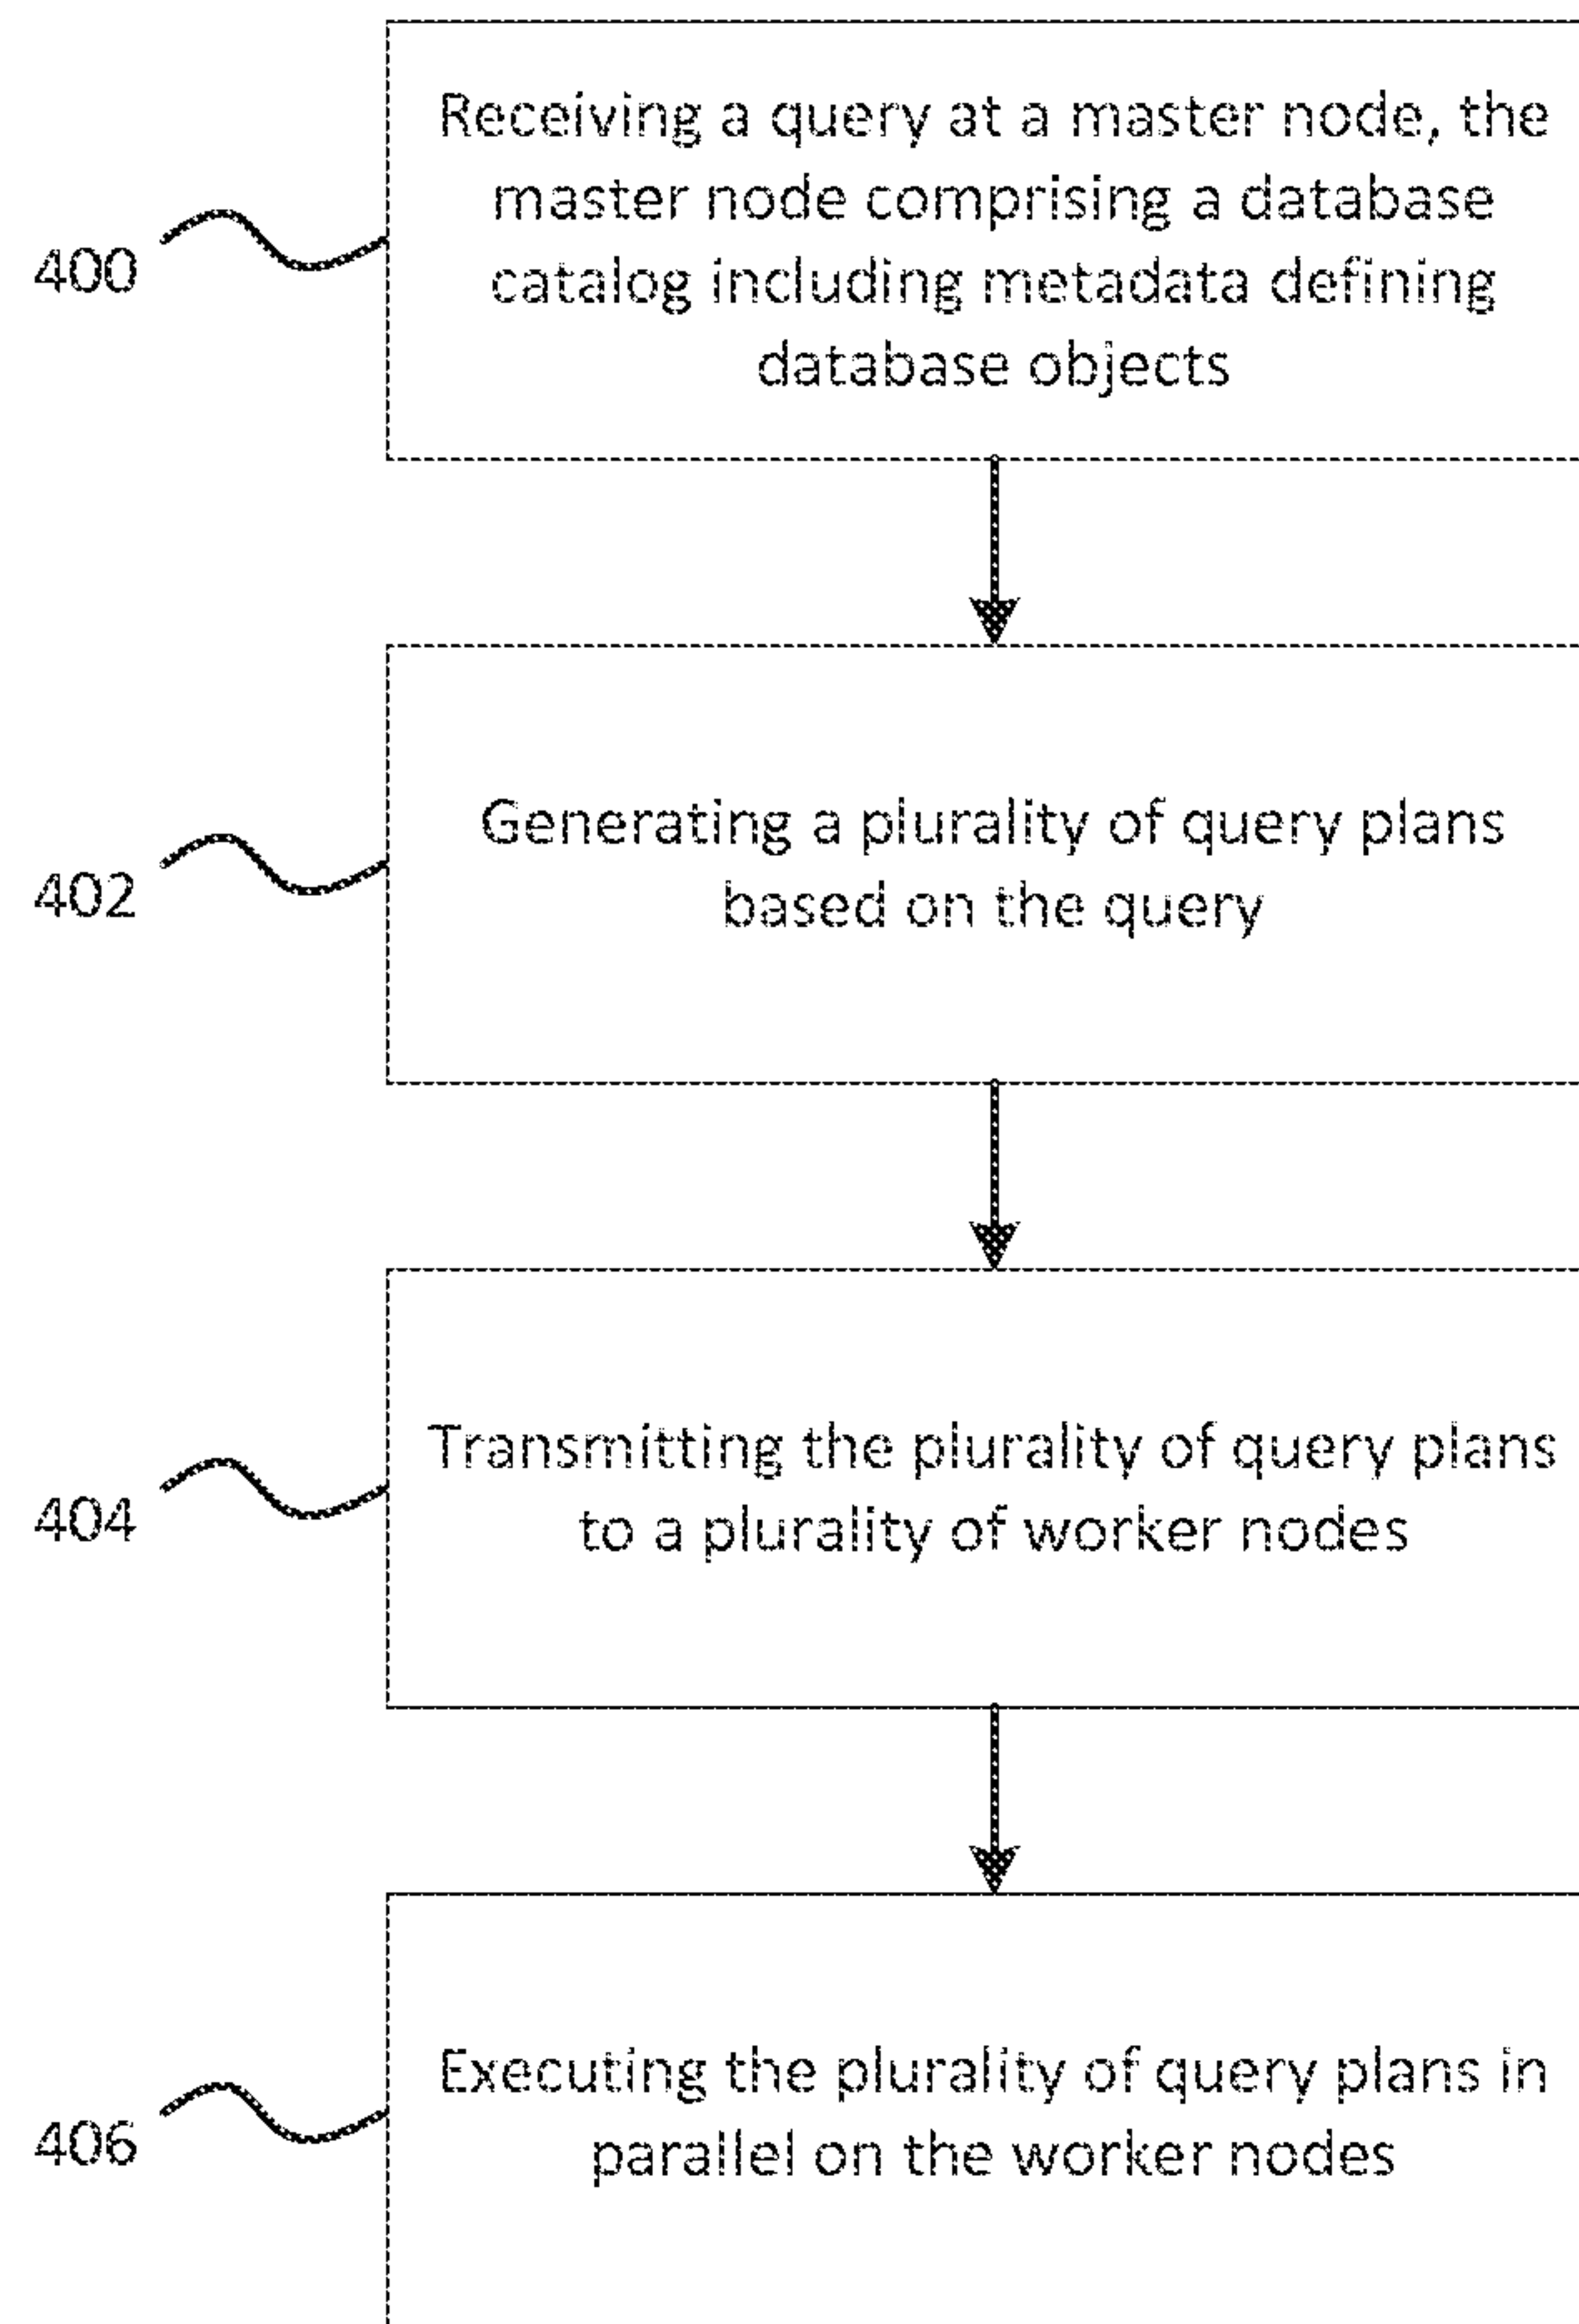 Receiving a query at a master node, the
master node comprising a database
catalog including metadata defining
database objects
400
Generating a plurality of query plans
based on the query
402
Transmitting the plurality of query plans
to a plurality of worker nodes
404
Executing the plurality of query plans in
parallel on the worker nodes
406